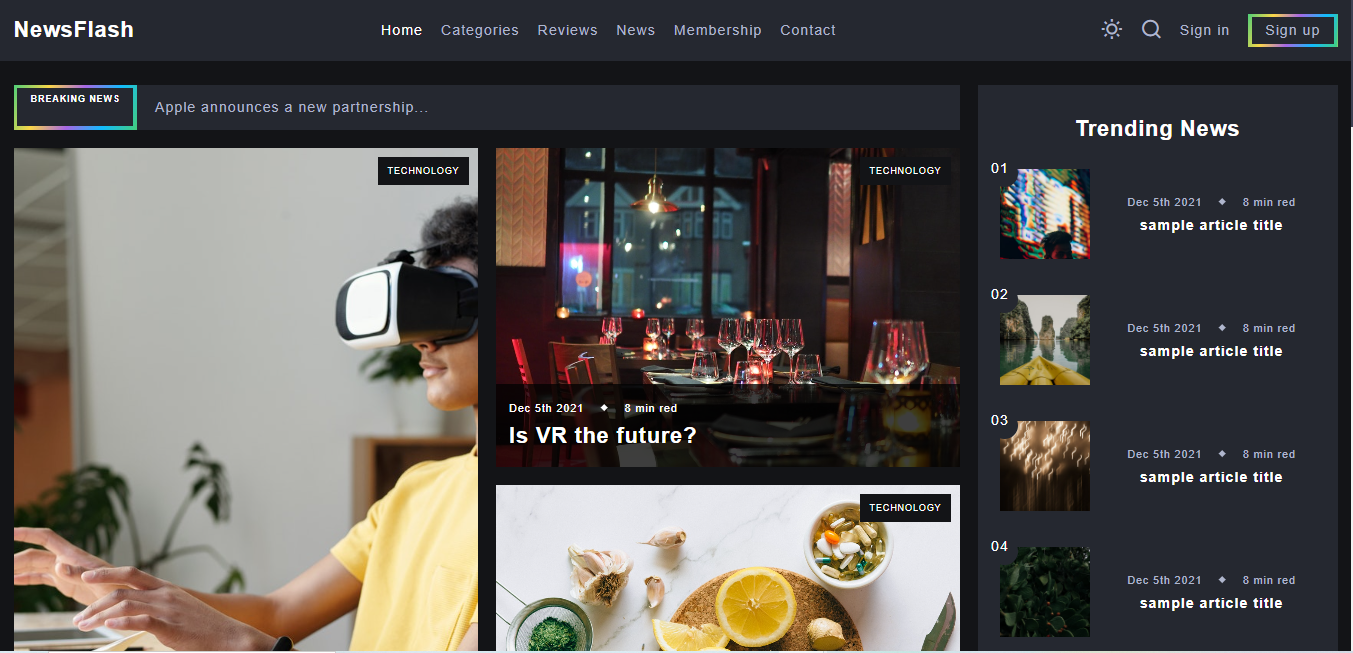 NewsFlash
Home Categories Reviews News Membership Contact
Sign in
Sign up
BREAKING NEWS
Apple announces a new partnership...
TECHNOLOGY
TECHNOLOGY
Dec 5th 2021 ◆ 8 min red
Is VR the future?
TECHNOLOGY
Trending News
01
Dec 5th 2021 ◆ 8 min red
sample article title
02
Dec 5th 2021 ◆ 8 min red
sample article title
03
Dec 5th 2021 ◆ 8 min red
sample article title
04
Dec 5th 2021 ◆ 8 min red
sample article title